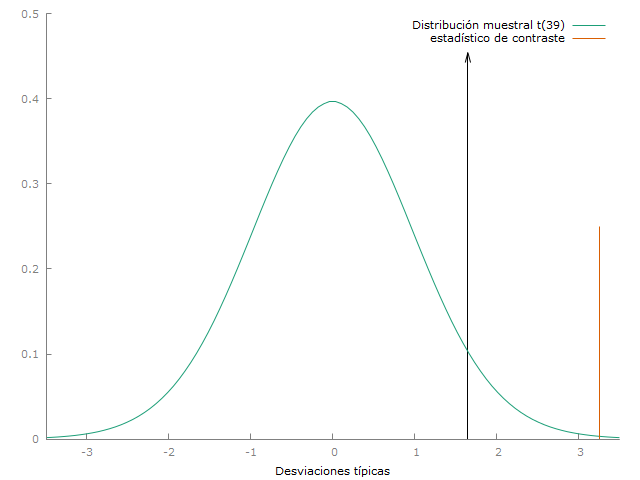 0.5
Distribución muestral t(39)
estadístico de contraste
0.4
0.3
0.2
0.1
0
-3 -2 -1 0 1 2 3
Desviaciones típicas